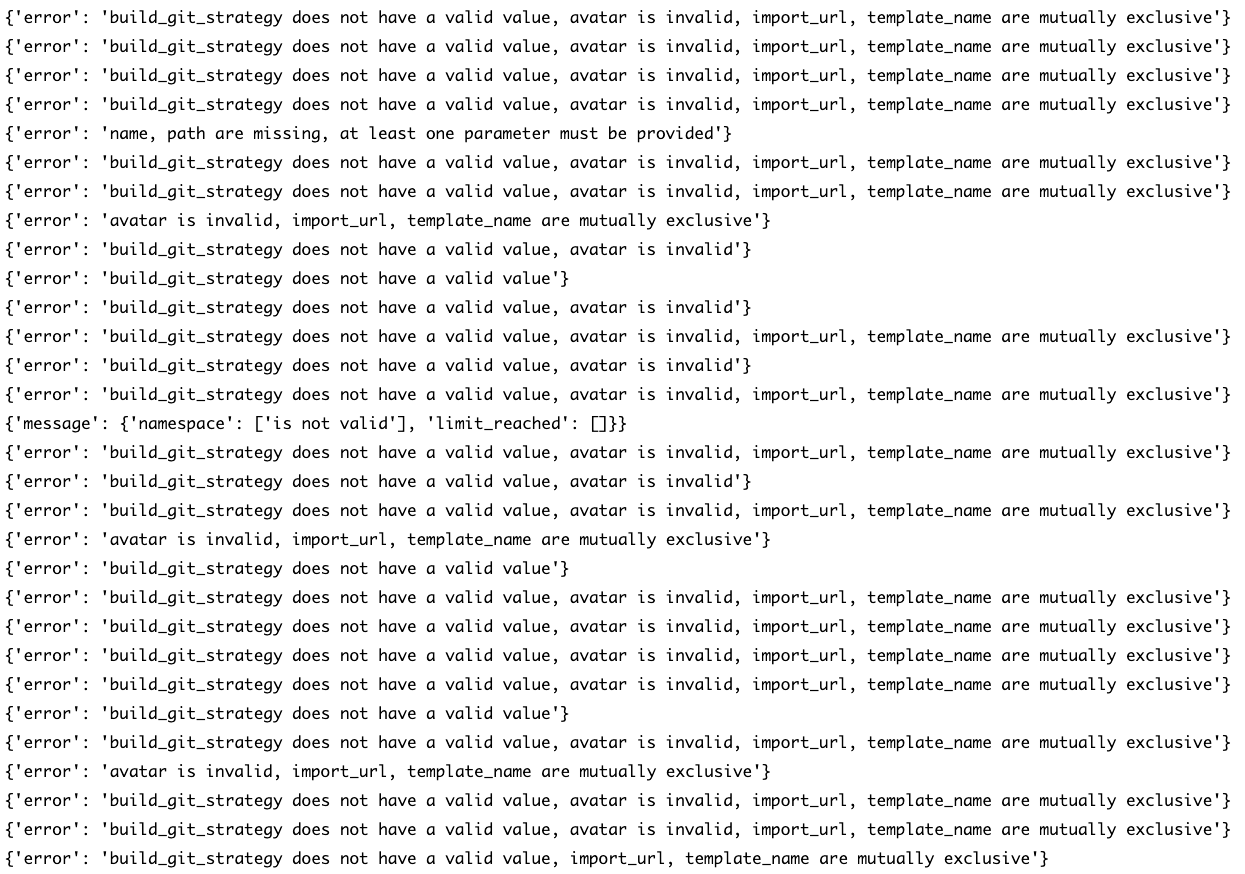 {'error': 'build_git_strategy does not have a valid value, avatar is invalid, import_url, template_name are mutually exclusive'}
{'error': 'build_git_strategy does not have a valid value, avatar is invalid, import_url, template_name are mutually exclusive'}
{'error': 'build_git_strategy does not have a valid value, avatar is invalid, import_url, template_name are mutually exclusive'}
{'error': 'build_git_strategy does not have a valid value, avatar is invalid, import_url, template_name are mutually exclusive'}
{'error': 'name, path are missing, at least one parameter must be provided'}
{'error': 'build_git_strategy does not have a valid value, avatar is invalid, import_url, template_name are mutually exclusive'}
{'error': 'build_git_strategy does not have a valid value, avatar is invalid, import_url, template_name are mutually exclusive'}
{'error': 'avatar is invalid, import_url, template_name are mutually exclusive'}
{'error': 'build_git_strategy does not have a valid value, avatar is invalid'}
{'error': 'build_git_strategy does not have a valid value'}
{'error': 'build_git_strategy does not have a valid value, avatar is invalid'}
{'error': 'build_git_strategy does not have a valid value, avatar is invalid, import_url, template_name are mutually exclusive'}
{'error': 'build_git_strategy does not have a valid value, avatar is invalid'}
{'error': 'build_git_strategy does not have a valid value, avatar is invalid, import_url, template_name are mutually exclusive'}
{'message': {'namespace': ['is not valid'], 'limit_reached': []}}
{'error': 'build_git_strategy does not have a valid value, avatar is invalid, import_url, template_name are mutually exclusive'}
{'error': 'build_git_strategy does not have a valid value, avatar is invalid'}
{'error': 'build_git_strategy does not have a valid value, avatar is invalid, import_url, template_name are mutually exclusive'}
{'error': 'avatar is invalid, import_url, template_name are mutually exclusive'}
{'error': 'build_git_strategy does not have a valid value'}
{'error': 'build_git_strategy does not have a valid value, avatar is invalid, import_url, template_name are mutually exclusive'}
{'error': 'build_git_strategy does not have a valid value, avatar is invalid, import_url, template_name are mutually exclusive'}
{'error': 'build_git_strategy does not have a valid value, avatar is invalid, import_url, template_name are mutually exclusive'}
{'error': 'build_git_strategy does not have a valid value, avatar is invalid, import_url, template_name are mutually exclusive'}
{'error': 'build_git_strategy does not have a valid value'}
{'error': 'build_git_strategy does not have a valid value, avatar is invalid, import_url, template_name are mutually exclusive'}
{'error': 'avatar is invalid, import_url, template_name are mutually exclusive'}
{'error': 'build_git_strategy does not have a valid value, avatar is invalid, import_url, template_name are mutually exclusive'}
{'error': 'build_git_strategy does not have a valid value, avatar is invalid, import_url, template_name are mutually exclusive'}
{'error': 'build_git_strategy does not have a valid value, import_url, template_name are mutually exclusive'}